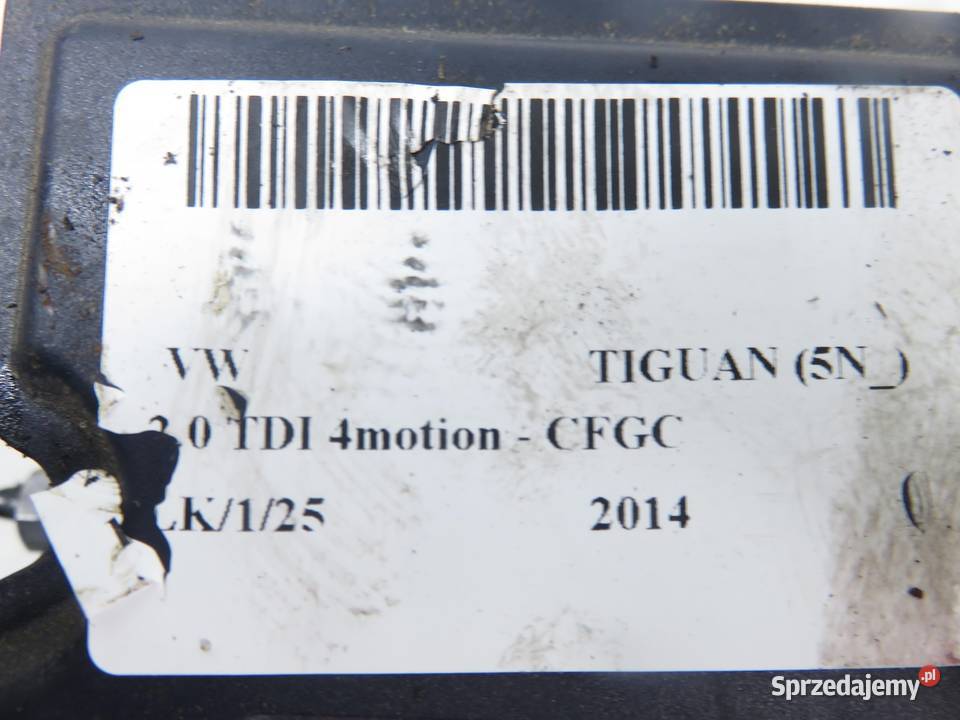 VW TIGUAN (5N_)
2.0 TDI 4motion - CFGC
LK/1/25 2014
Sprzedajemy.pl